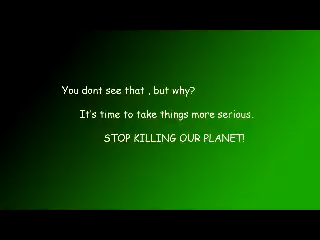 You dont see that , but why?
It's time to take things more serious.
STOP KILLING OUR PLANET!